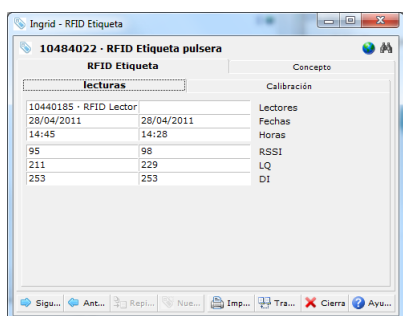 Ingrid - RFID Etiqueta
10484022 · RFID Etiqueta pulsera
RFID Etiqueta Concepto
lecturas Calibración
10440185 · RFID Lector Lectores
28/04/2011 28/04/2011 Fechas
14:45 14:28 Horas
95 98 RSSI
211 229 LQ
253 253 DI
Sigu... Ant... Repi... Nue... Imp... Tra... Cierra Ayu...